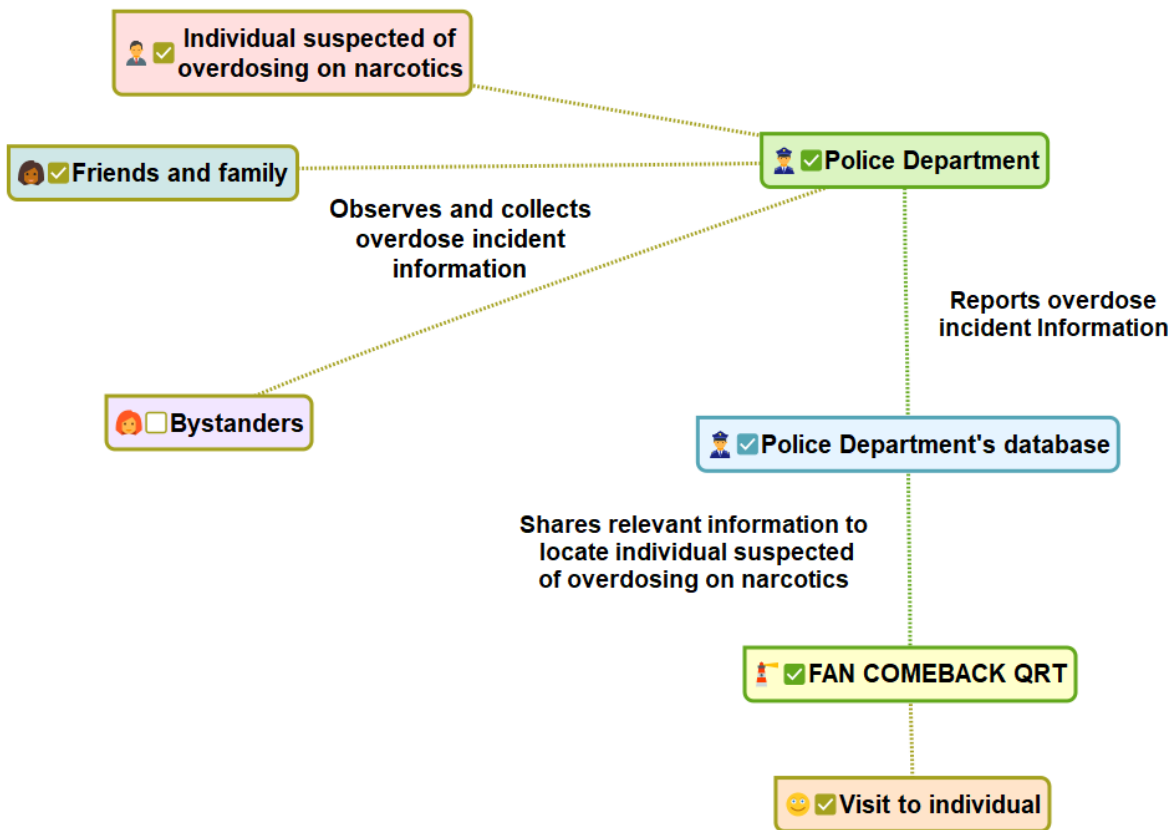 Individual suspected of
overdosing on narcotics
Police Department
Friends and family
Observes and collects
overdose incident
information
Reports overdose
incident Information
Bystanders
Police Department's database
Shares relevant information to
locate individual suspected
of overdosing on narcotics
FAN COMEBACK QRT
Visit to individual